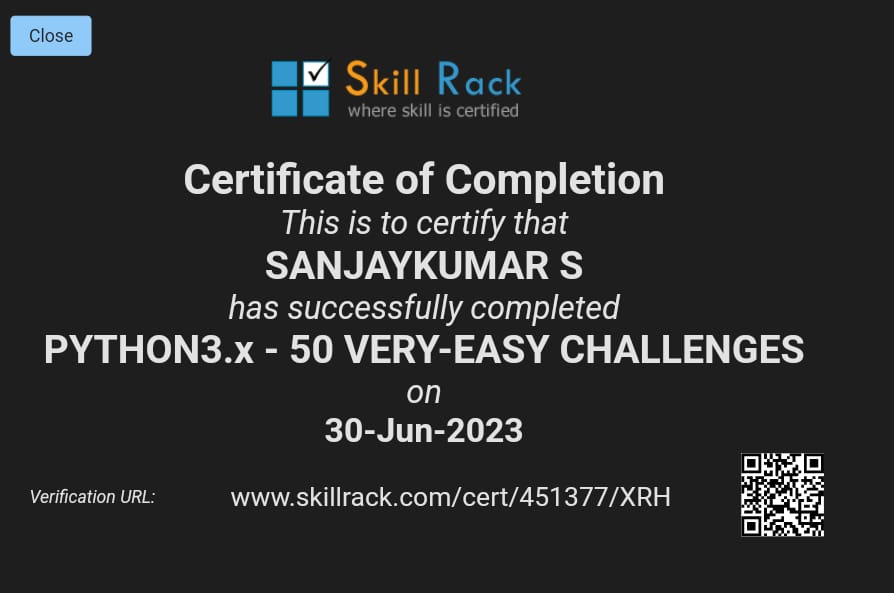 Close
Skill Rack
where skill is certified
Certificate of Completion
This is to certify that
SANJAYKUMAR S
has successfully completed
PYTHON3.x - 50 VERY-EASY CHALLENGES
on
30-Jun-2023
Verification URL: www.skillrack.com/cert/451377/XRH